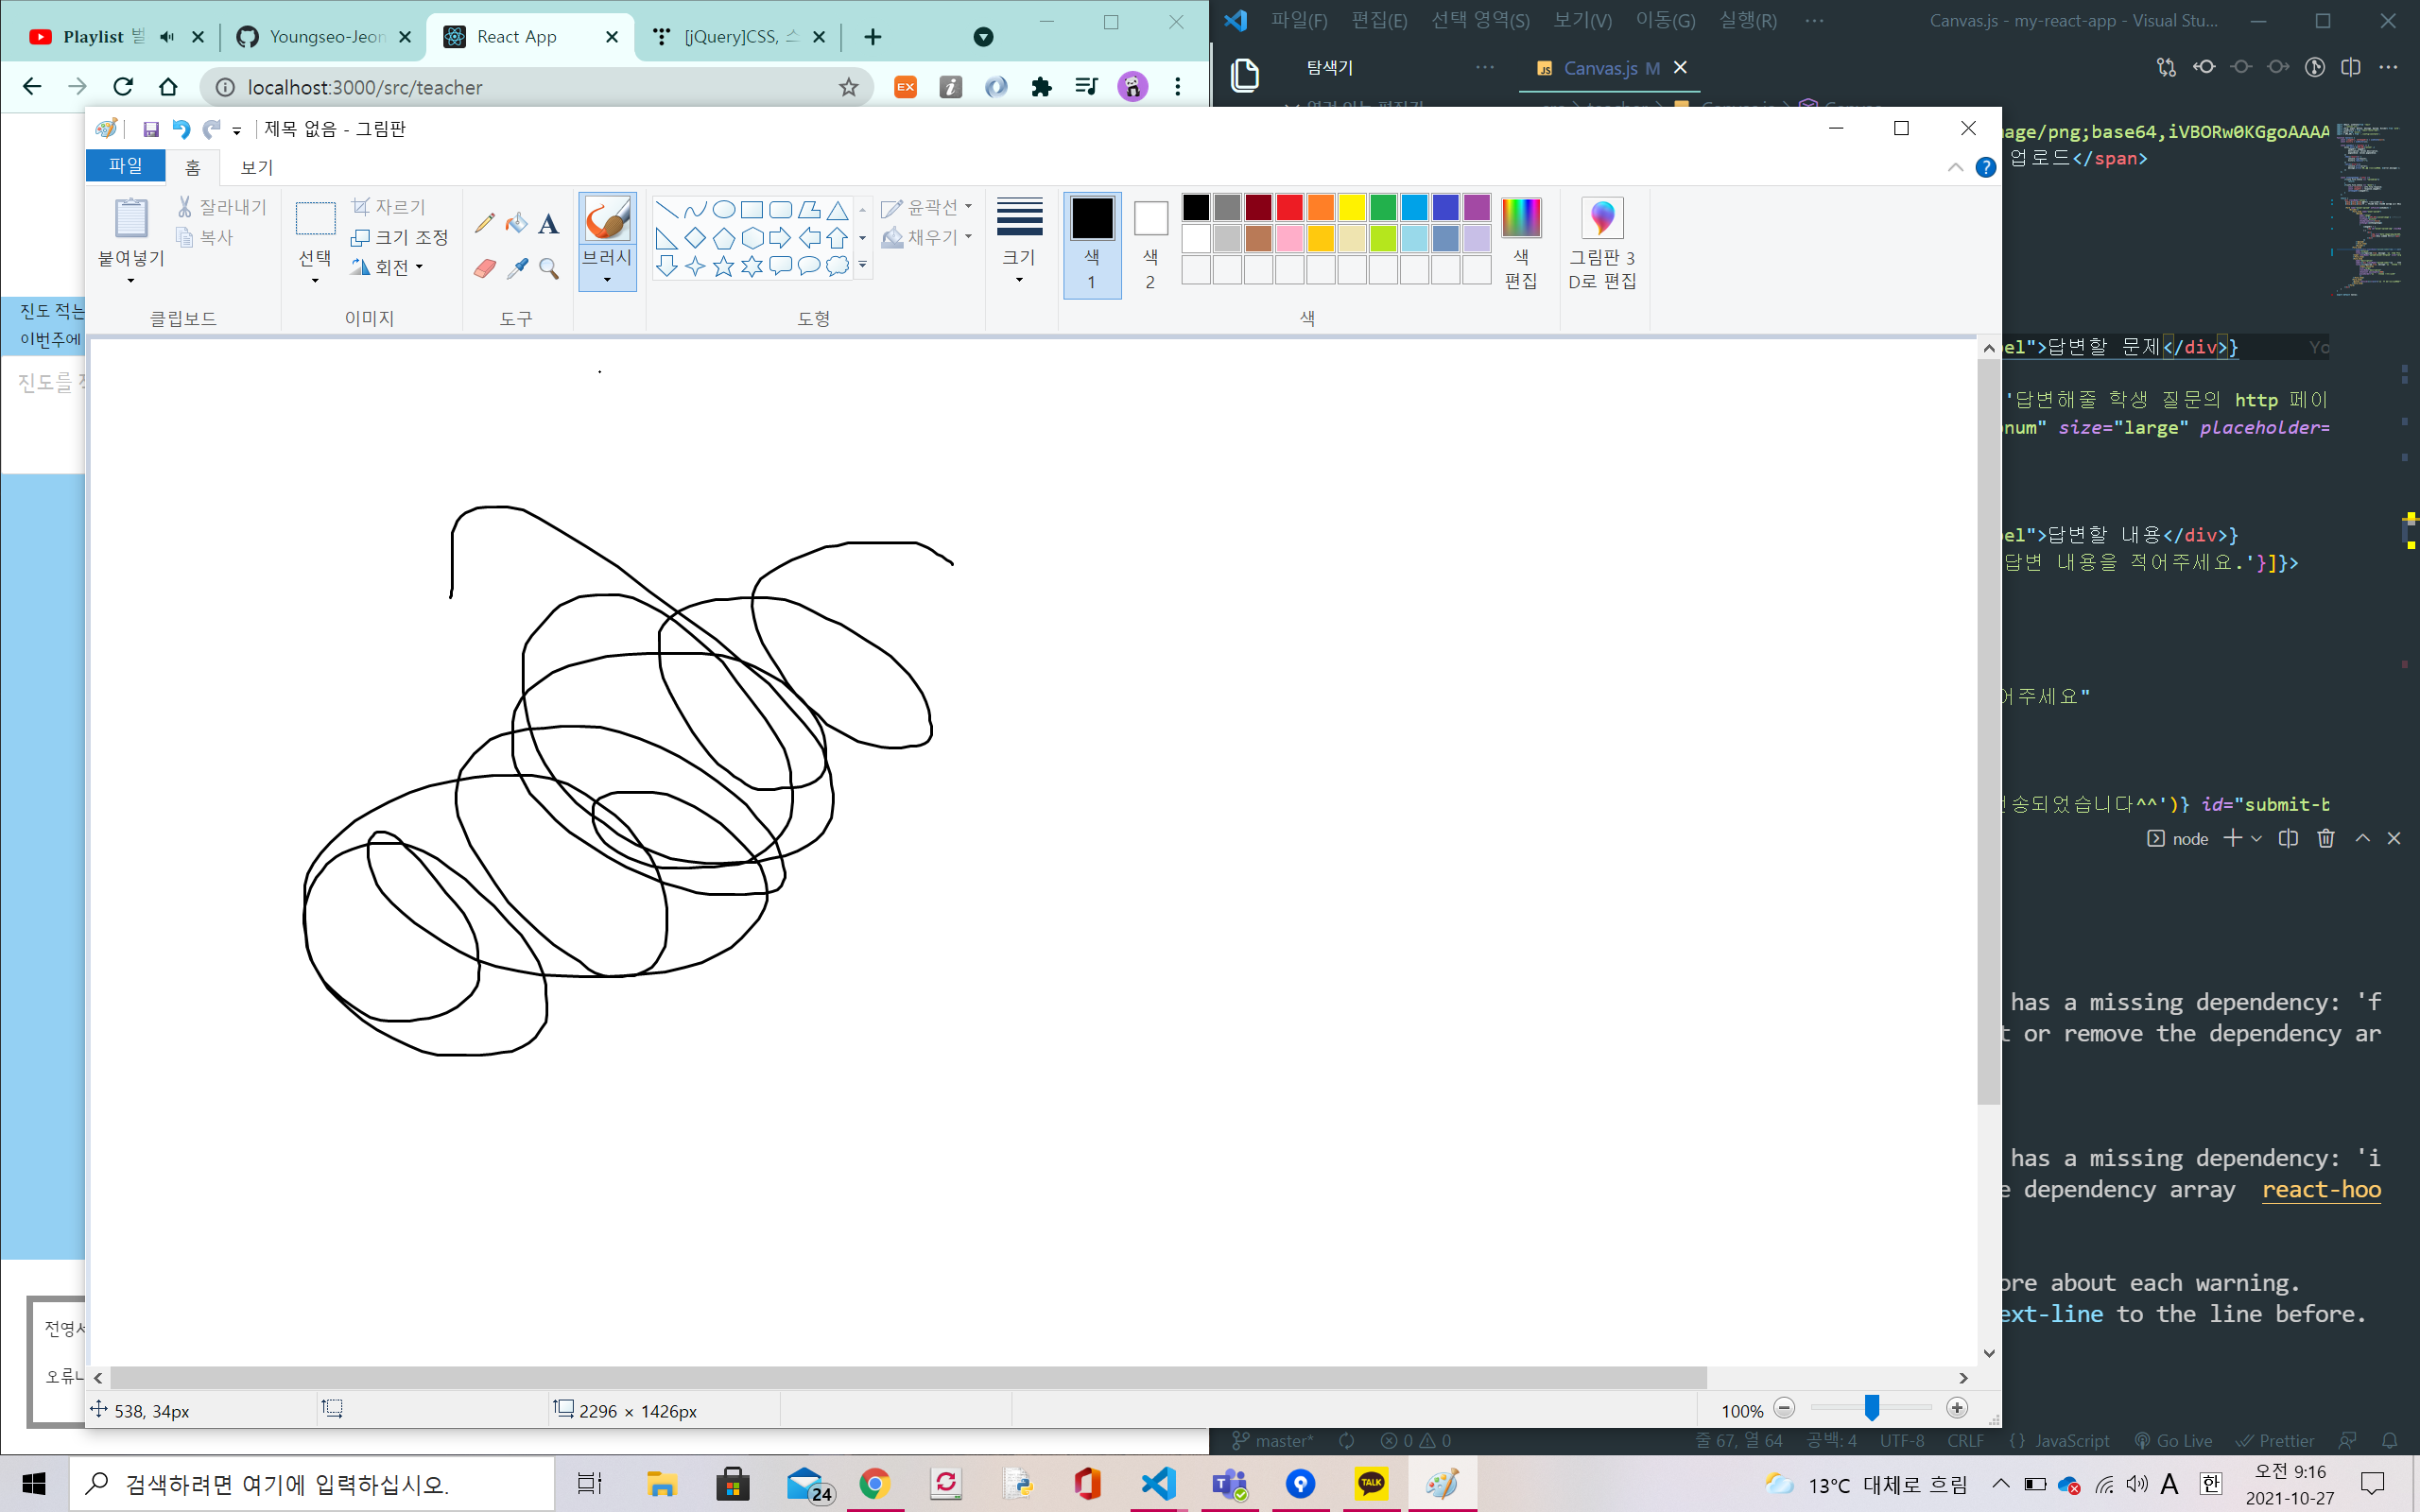 Playlist 벌
Youngseo-Jeon
React App
[jQuery]CSS, 스
localhost:3000/src/teacher
파일(F) 편집(E) 선택 영역(S) 보기(V) 이동(G) 실행(R) ···
Canvas.js - my-react-app - Visual Stu...
탐색기
Canvas.js M
제목 없음 - 그림판
파일 홈 보기
붙여넣기
잘라내기
복사
클립보드
선택
자르기
크기 조정
회전
이미지
도구
브러시
윤곽선
채우기
도형
크기
색 1
색 2
색 편집
색
그림판 3D로 편집
진도 적는
이번주에
진도를
전영서
오류
mage/png;base64,iVBORw0KGgoAAAA
업로드</span>
el">답변할 문제</div>}
Yo
'답변해줄 학생 질문의 http 페이
onum" size="large" placeholder=
el">답변할 내용</div>}
답변 내용을 적어주세요.'}]}>
어주세요"
전송되었습니다^^')} id="submit-b
node
has a missing dependency: 'f
t or remove the dependency ar
has a missing dependency: 'i
e dependency array react-hoo
ore about each warning.
ext-line to the line before.
538, 34px
2296 × 1426px
100%
master*
0 0
줄 67, 열 64 공백: 4 UTF-8 CRLF {} JavaScript Go Live Prettier
검색하려면 여기에 입력하십시오.
24
EX
TALK
13°C 대체로 흐림
A 한
오전 9:16
2021-10-27